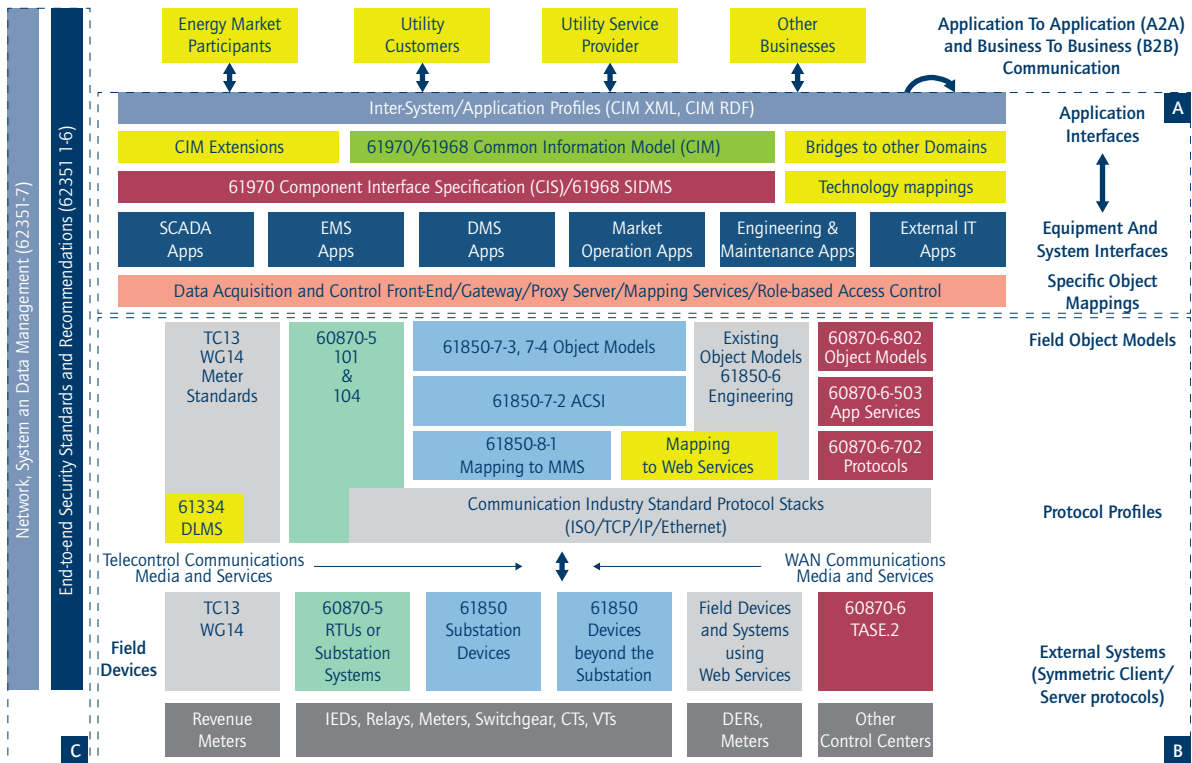 Energy Market
Participants
Utility
Customers
Utility Service
Provider
Other
Businesses
Application To Application (A2A)
and Business To Business (B2B)
Communication
A
Inter-System/Application Profiles (CIM XML, CIM RDF)
Application
Interfaces
CIM Extensions
61970/61968 Common Information Model (CIM)
Bridges to other Domains
61970 Component Interface Specification (CIS)/61968 SIDMS
Technology mappings
SCADA
Apps
EMS
Apps
DMS
Apps
Market
Operation Apps
Engineering &
Maintenance Apps
External IT
Apps
Equipment And
System Interfaces
Data Acquisition and Control Front-End/Gateway/Proxy Server/Mapping Services/Role-based Access Control
Specific Object
Mappings
Network, System an Data Management (62351-7)
End-to-end Security Standards and Recommendations (62351 1-6)
TC13
WG14
Meter
Standards
60870-5
101
&
104
61850-7-3, 7-4 Object Models
Existing
Object Models
61850-6
Engineering
60870-6-802
Object Models
Field Object Models
61850-7-2 ACSI
60870-6-503
App Services
61850-8-1
Mapping to MMS
Mapping
to Web Services
60870-6-702
Protocols
61334
DLMS
Communication Industry Standard Protocol Stacks
(ISO/TCP/IP/Ethernet)
Protocol Profiles
Telecontrol Communications
Media and Services
WAN Communications
Media and Services
Field
Devices
TC13
WG14
60870-5
RTUs or
Substation
Systems
61850
Substation
Devices
61850
Devices
beyond the
Substation
Field Devices
and Systems
using
Web Services
60870-6
TASE.2
External Systems
(Symmetric Client/
Server protocols)
Revenue
Meters
IEDs, Relays, Meters, Switchgear, CTs, VTs
DERs,
Meters
Other
Control Centers
C
B